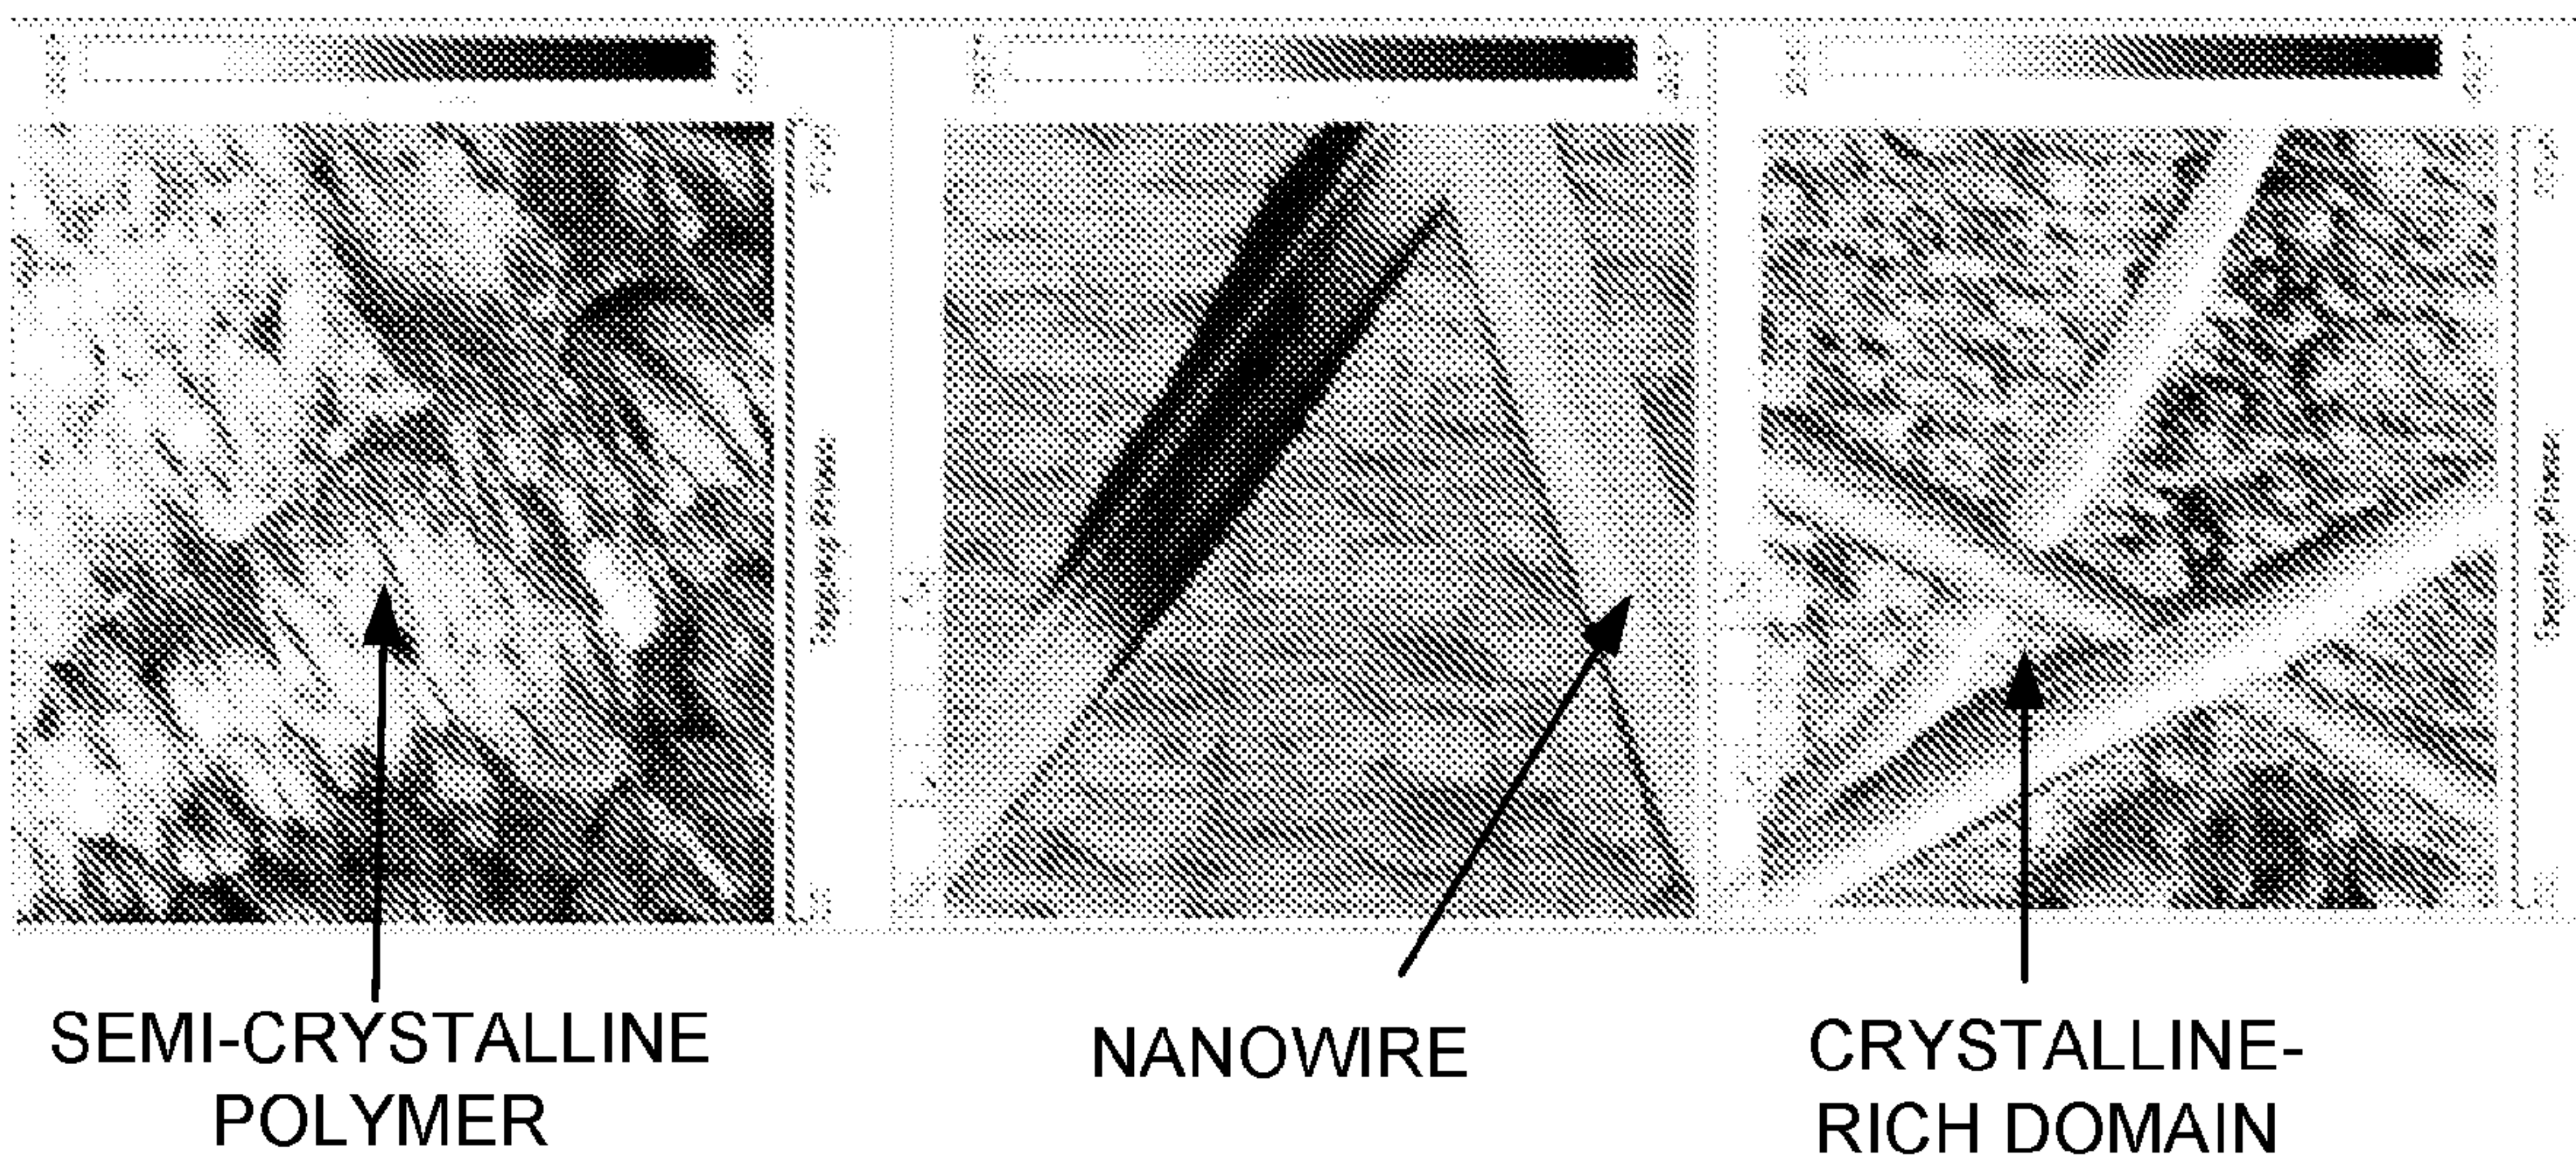 SEMI-CRYSTALLINE
POLYMER
NANOWIRE
CRYSTALLINE-
RICH DOMAIN